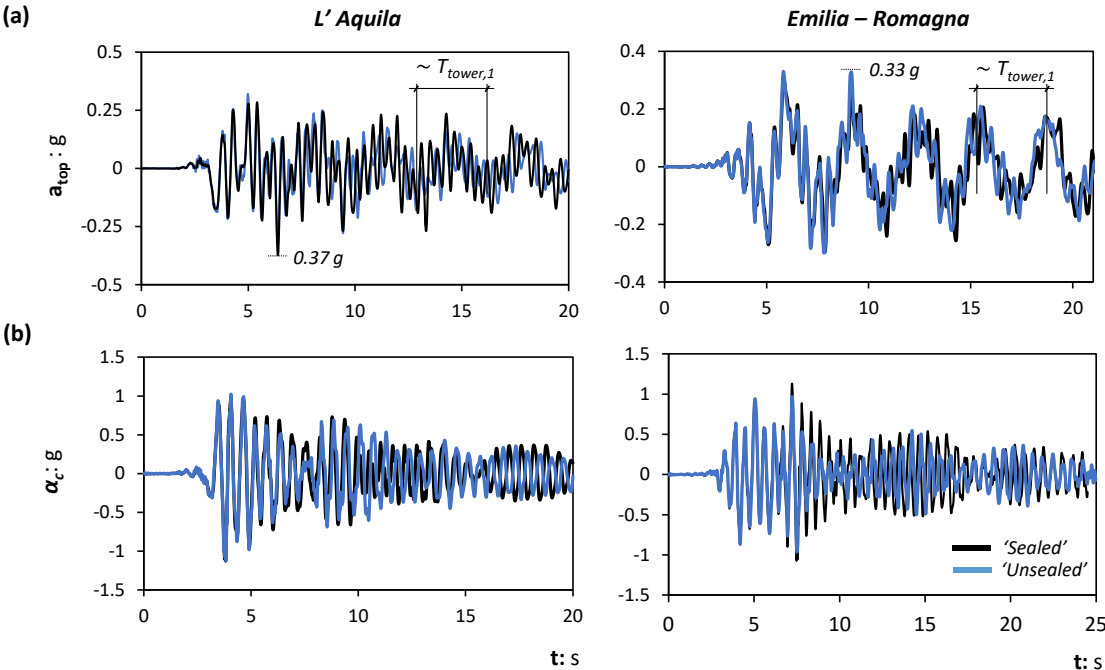 (a)
L' Aquila
Emilia – Romagna
a_top : g
0.5
0.25
0
-0.25
-0.5
0 5 10 15 20
~ T_tower,1
0.37 g
0.4
0.2
0
-0.2
-0.4
0 5 10 15 20
0.33 g
~ T_tower,1
(b)
α_c : g
1.5
1
0.5
0
-0.5
-1
-1.5
0 5 10 15 20
t: s
1.5
1
0.5
0
-0.5
-1
-1.5
0 5 10 15 20 25
'Sealed'
'Unsealed'
t: s